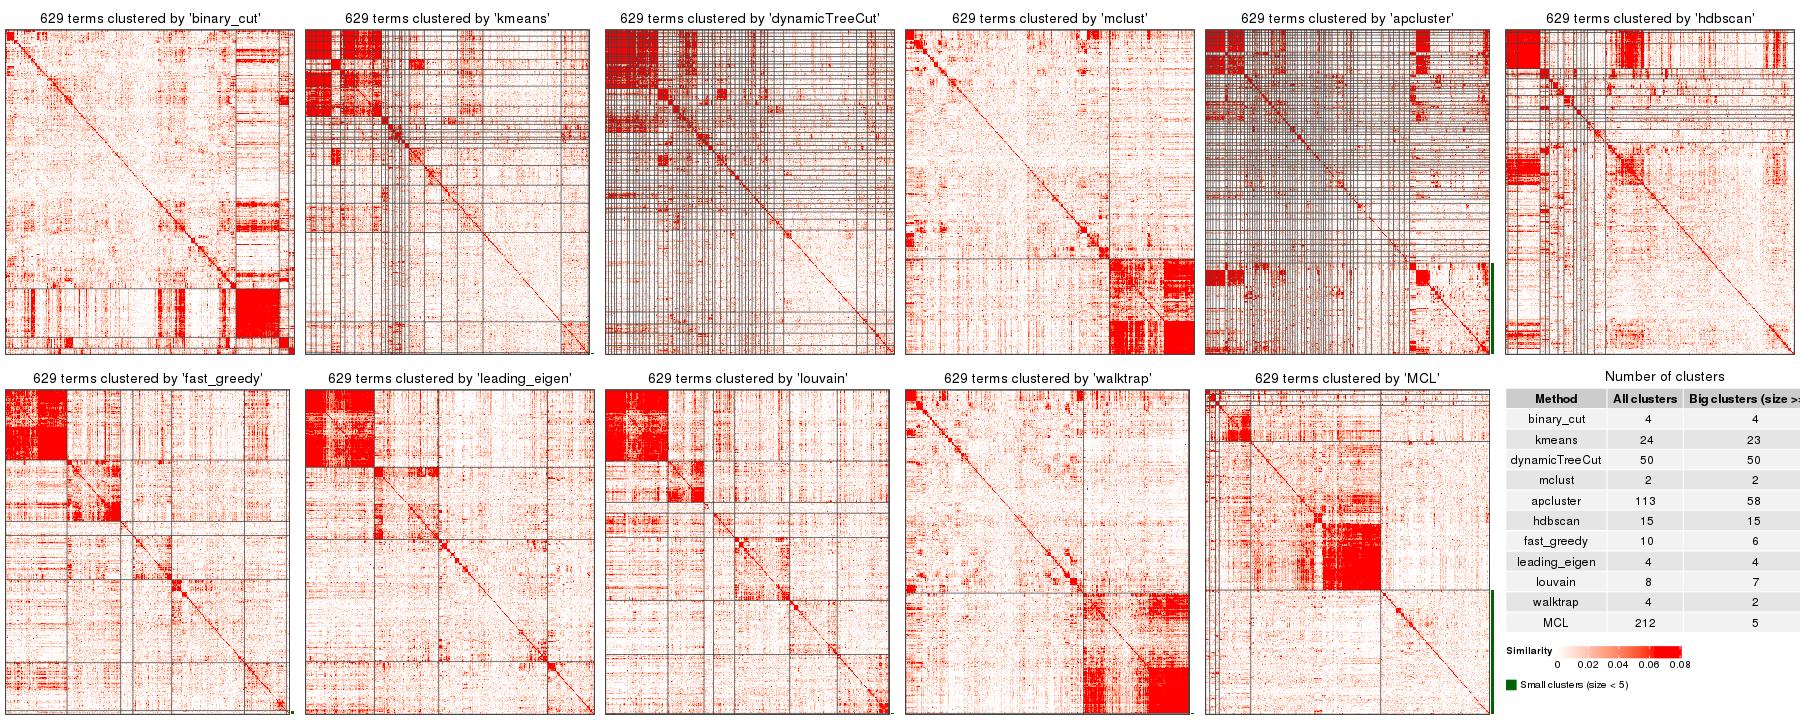 629 terms clustered by 'binary_cut'
629 terms clustered by 'kmeans'
629 terms clustered by 'dynamicTreeCut'
629 terms clustered by 'mclust'
629 terms clustered by 'apcluster'
629 terms clustered by 'hdbscan'
629 terms clustered by 'fast_greedy'
629 terms clustered by 'leading_eigen'
629 terms clustered by 'louvain'
629 terms clustered by 'walktrap'
629 terms clustered by 'MCL'
Number of clusters
Method All clusters Big clusters (size >
binary_cut 4 4
kmeans 24 23
dynamicTreeCut 50 50
mclust 2 2
apcluster 113 58
hdbscan 15 15
fast_greedy 10 6
leading_eigen 4 4
louvain 8 7
walktrap 4 2
MCL 212 5
Similarity
0 0.02 0.04 0.06 0.08
Small clusters (size < 5)